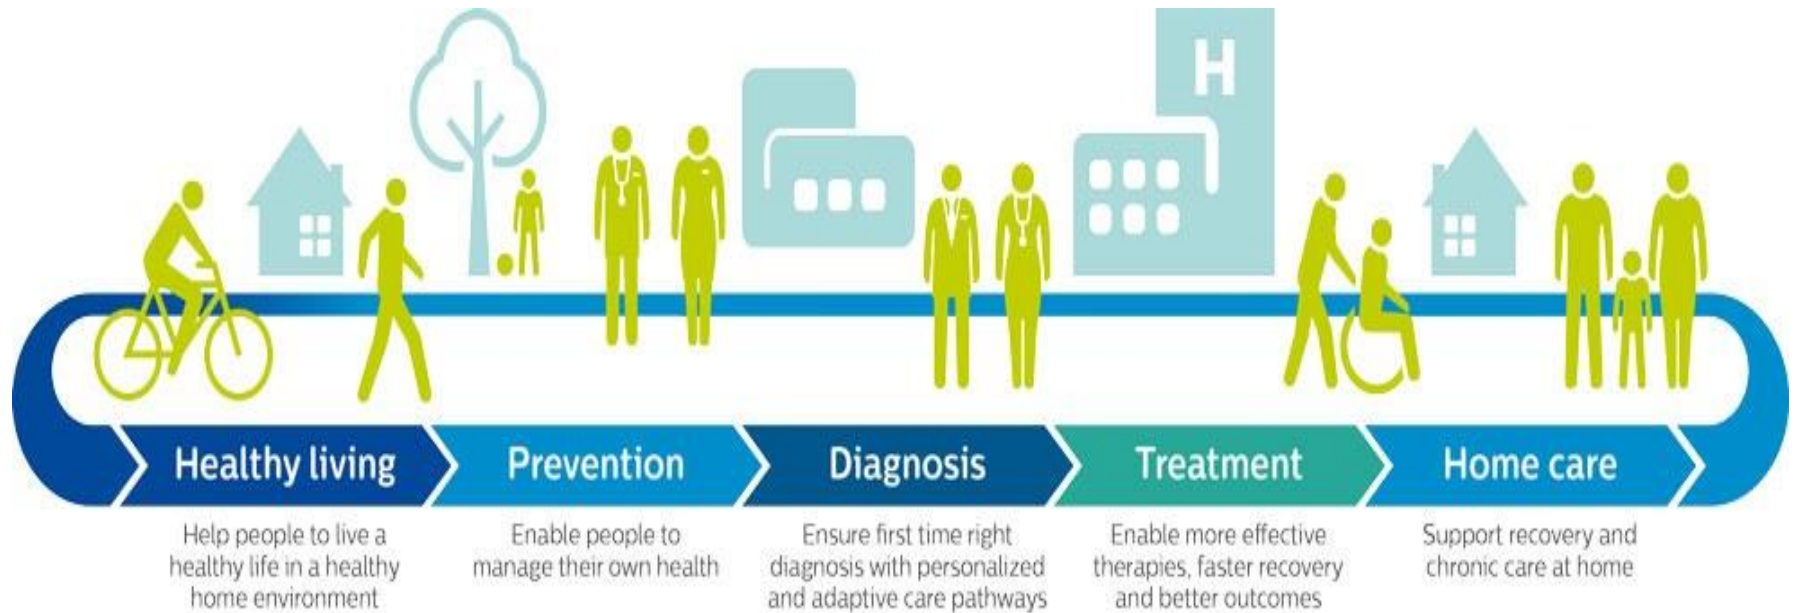 H
Healthy living
Prevention
Diagnosis
Treatment
Home care
Help people to live a
healthy life in a healthy
home environment
Enable people to
manage their own health
Ensure first time right
diagnosis with personalized
and adaptive care pathways
Enable more effective
therapies, faster recovery
and better outcomes
Support recovery and
chronic care at home